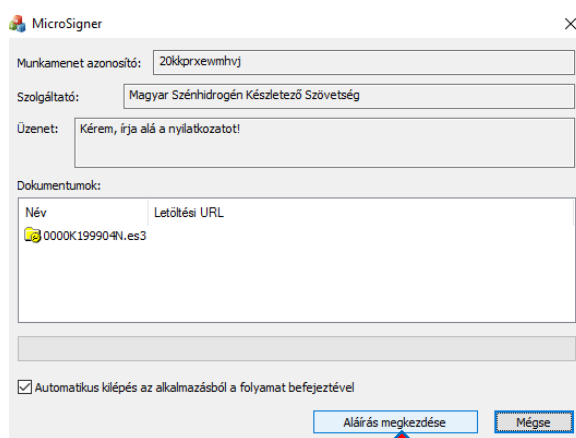 MicroSigner
Munkamenet azonosító: 20kkprxewmhvj
Szolgáltató: Magyar Szénhidrogén Készletező Szövetség
Üzenet: Kérem, írja alá a nyilatkozatot!
Dokumentumok:
Név Letöltési URL
0000K199904N.es3
Automatikus kilépés az alkalmazásból a folyamat befejeztével
Aláírás megkezdése Mégse